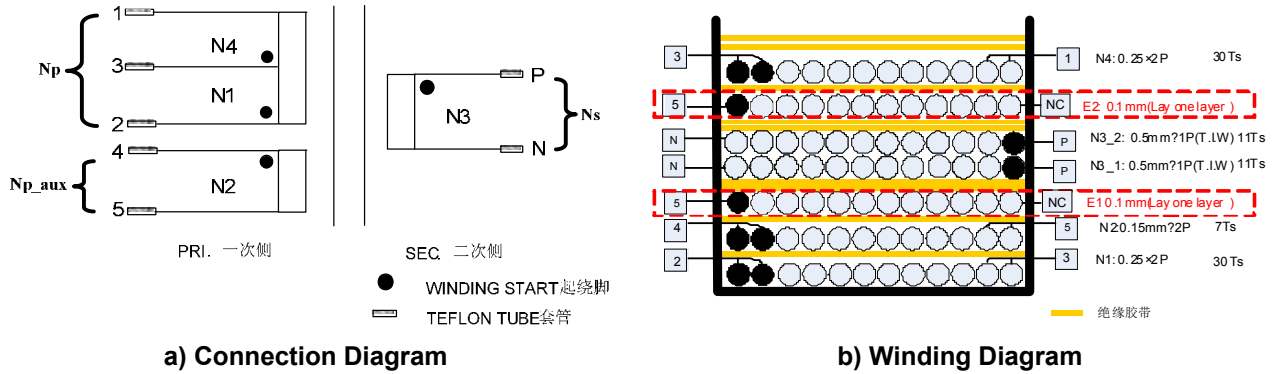 1
N4
Np
3
N1
2
4
Np_aux
N2
5
PRI. 一次侧
P
N3
Ns
N
SEC. 二次侧
WINDING START起绕脚
TEFLON TUBE套管
a) Connection Diagram
3
1
N4: 0.25×2P 30Ts
5
NC
E2 0.1mm(Lay one layer )
N
P
N3_2: 0.5mm?1P(T.I.W) 11Ts
N
P
N3_1: 0.5mm?1P(T.I.W) 11Ts
5
NC
E1 0.1mm(Lay one layer )
4
5
N2:0.15mm?2P 7Ts
2
3
N1: 0.25×2P 30Ts
绝缘胶带
b) Winding Diagram